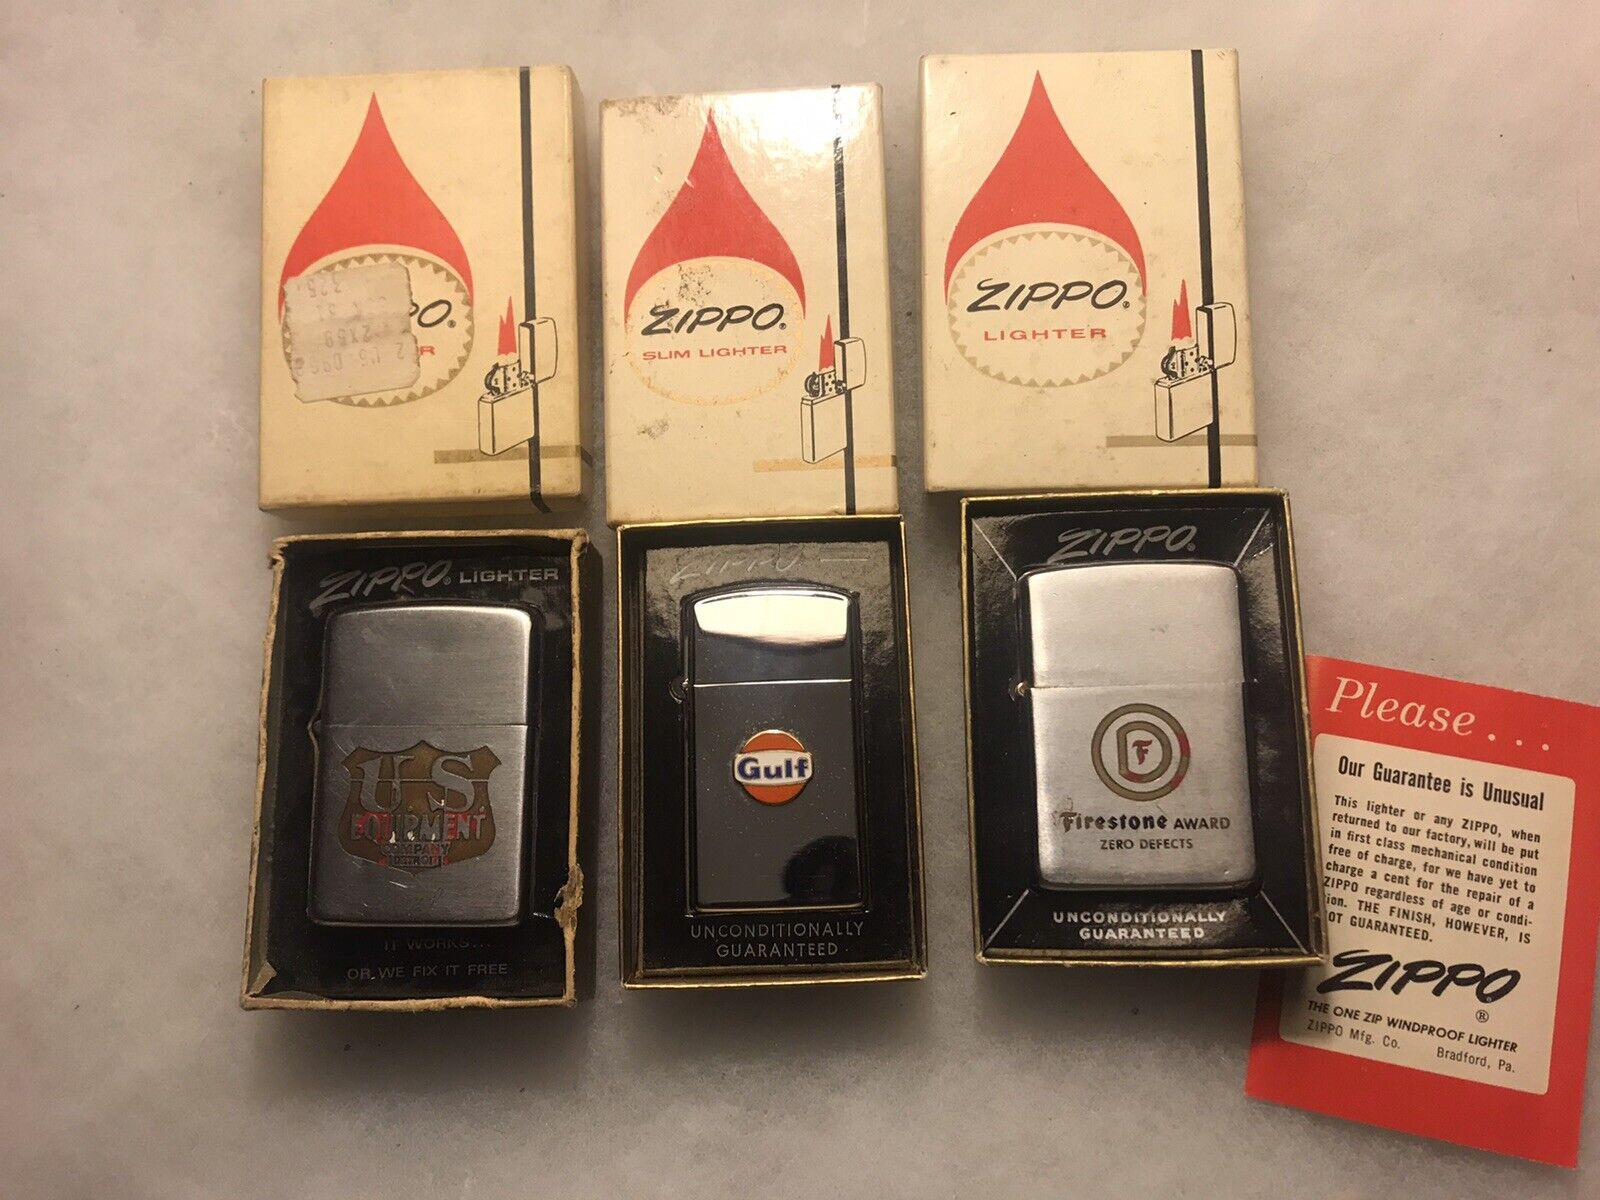 ZIPPO
SLIM LIGHTER
ZIPPO
LIGHTER
ZIPPO LIGHTER
U.S.
EQUIPMENT
COMPANY
DETROIT
IT WORKS...
OR WE FIX IT FREE
ZIPPO
Gulf
UNCONDITIONALLY
GUARANTEED
ZIPPO
D
F
Firestone AWARD
ZERO DEFECTS
UNCONDITIONALLY
GUARANTEED
Please...
Our Guarantee is Unusual
This lighter or any ZIPPO, when
returned to our factory, will be put
in first class mechanical condition
free of charge, for we have yet to
charge a cent for the repair of a
ZIPPO regardless of age or condi-
ion. THE FINISH, HOWEVER, IS
OT GUARANTEED.
ZIPPO®
THE ONE ZIP WINDPROOF LIGHTER
ZIPPO Mfg. Co. Bradford, Pa.